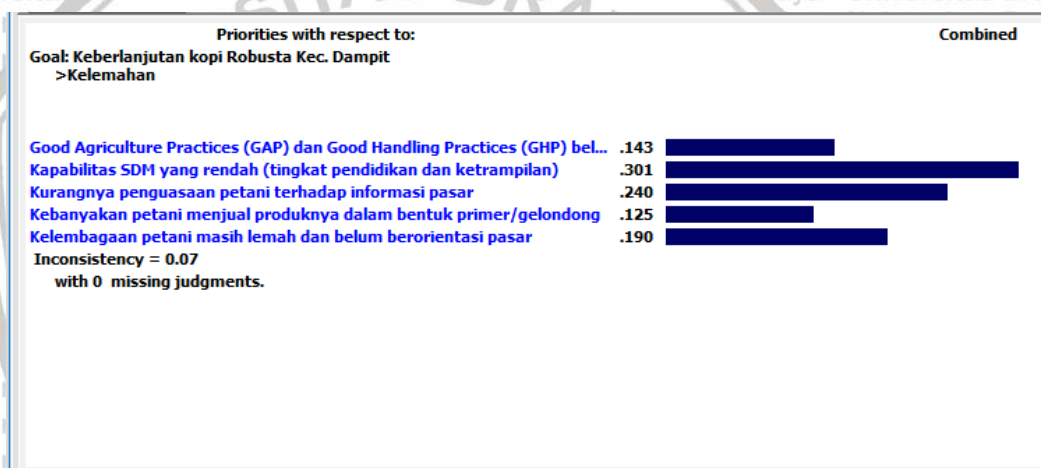 Priorities with respect to: Combined
Goal: Keberlanjutan kopi Robusta Kec. Dampit
>Kelemahan
Good Agriculture Practices (GAP) dan Good Handling Practices (GHP) bel... .143
Kapabilitas SDM yang rendah (tingkat pendidikan dan ketrampilan) .301
Kurangnya penguasaan petani terhadap informasi pasar .240
Kebanyakan petani menjual produknya dalam bentuk primer/gelondong .125
Kelembagaan petani masih lemah dan belum berorientasi pasar .190
Inconsistency = 0.07
with 0 missing judgments.